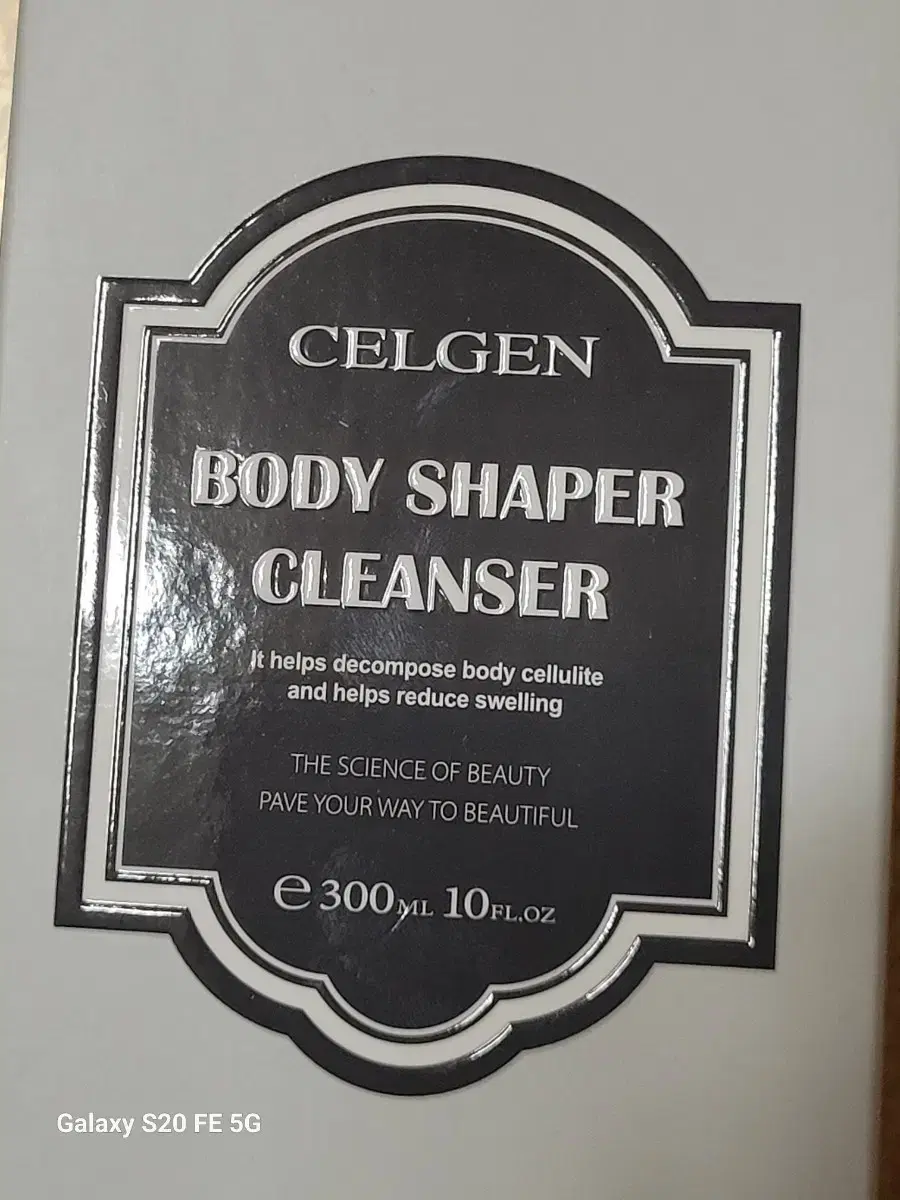 CELGEN
BODY SHAPER
CLEANSER
It helps decompose body cellulite
and helps reduce swelling
THE SCIENCE OF BEAUTY
PAVE YOUR WAY TO BEAUTIFUL
℮300ML 10FL.OZ
Galaxy S20 FE 5G